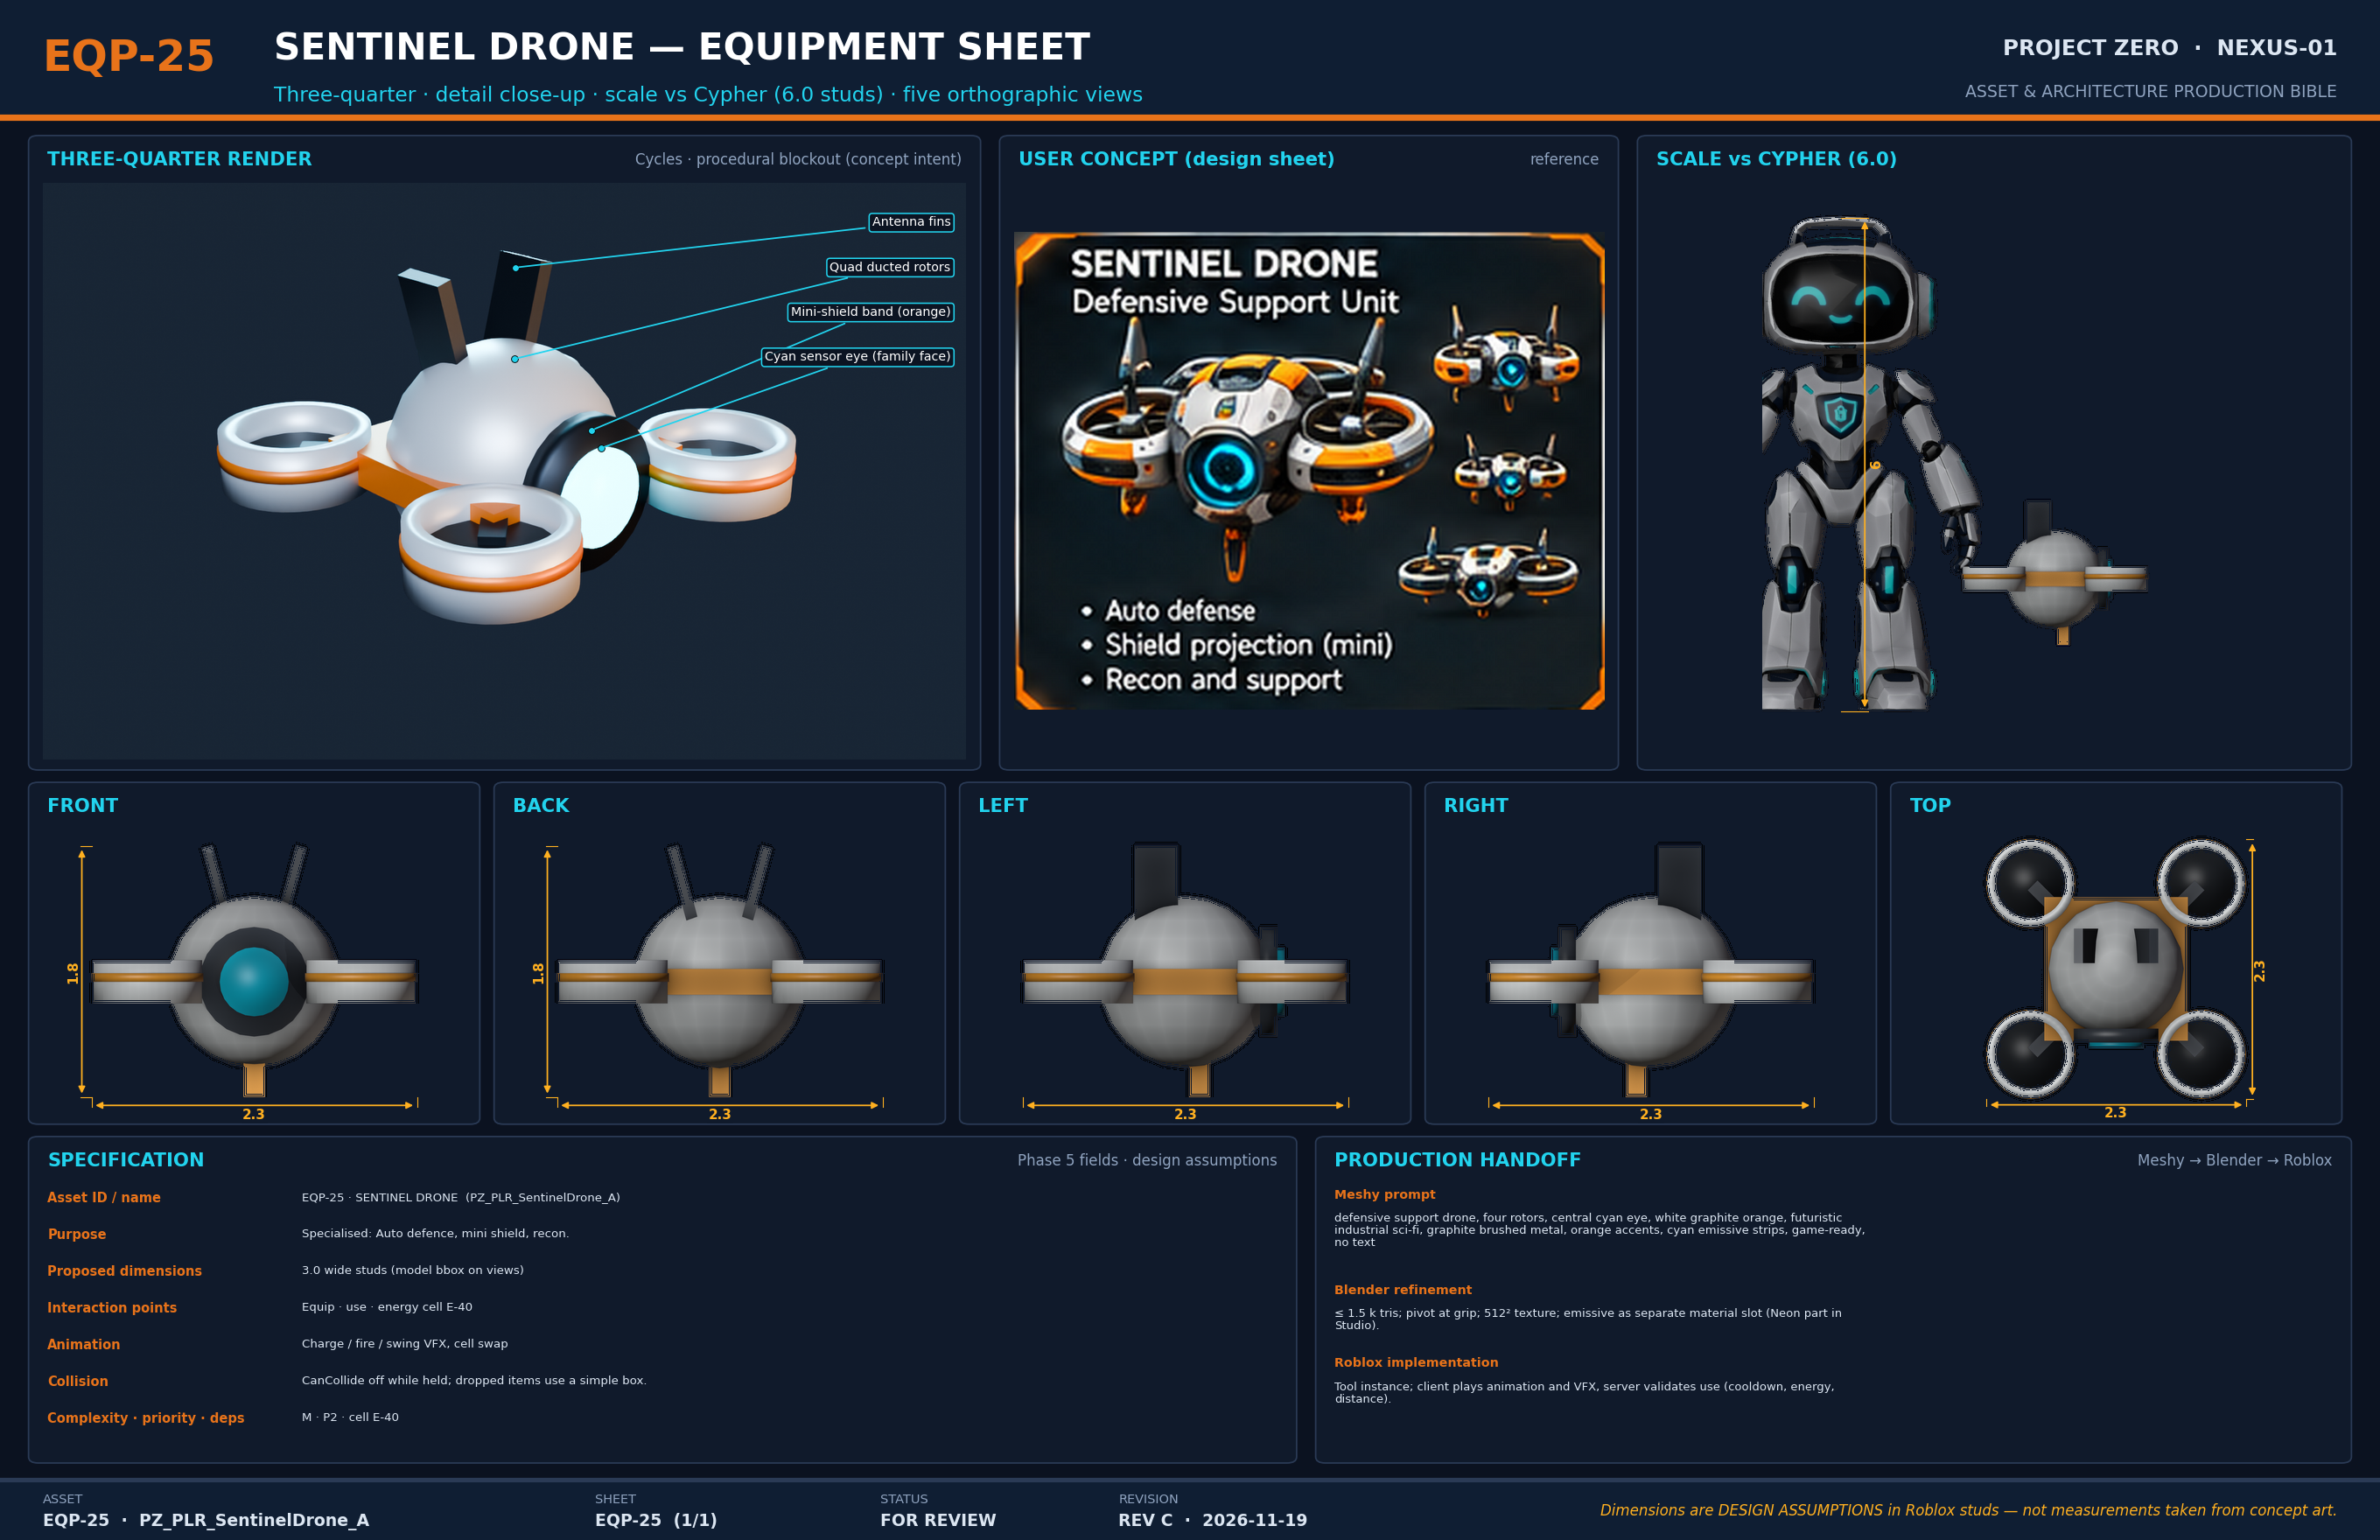 EQP-25
SENTINEL DRONE — EQUIPMENT SHEET
Three-quarter · detail close-up · scale vs Cypher (6.0 studs) · five orthographic views
PROJECT ZERO · NEXUS-01
ASSET & ARCHITECTURE PRODUCTION BIBLE
THREE-QUARTER RENDER
Cycles · procedural blockout (concept intent)
Antenna fins
Quad ducted rotors
Mini-shield band (orange)
Cyan sensor eye (family face)
USER CONCEPT (design sheet)
reference
SENTINEL DRONE
Defensive Support Unit
• Auto defense
• Shield projection (mini)
• Recon and support
SCALE vs CYPHER (6.0)
6
FRONT
1.8
2.3
BACK
1.8
2.3
LEFT
2.3
RIGHT
2.3
TOP
2.3
2.3
SPECIFICATION
Phase 5 fields · design assumptions
Asset ID / name
EQP-25 · SENTINEL DRONE (PZ_PLR_SentinelDrone_A)
Purpose
Specialised: Auto defence, mini shield, recon.
Proposed dimensions
3.0 wide studs (model bbox on views)
Interaction points
Equip · use · energy cell E-40
Animation
Charge / fire / swing VFX, cell swap
Collision
CanCollide off while held; dropped items use a simple box.
Complexity · priority · deps
M · P2 · cell E-40
PRODUCTION HANDOFF
Meshy → Blender → Roblox
Meshy prompt
defensive support drone, four rotors, central cyan eye, white graphite orange, futuristic
industrial sci-fi, graphite brushed metal, orange accents, cyan emissive strips, game-ready,
no text
Blender refinement
≤ 1.5 k tris; pivot at grip; 512² texture; emissive as separate material slot (Neon part in
Studio).
Roblox implementation
Tool instance; client plays animation and VFX, server validates use (cooldown, energy,
distance).
ASSET
EQP-25 · PZ_PLR_SentinelDrone_A
SHEET
EQP-25 (1/1)
STATUS
FOR REVIEW
REVISION
REV C · 2026-11-19
Dimensions are DESIGN ASSUMPTIONS in Roblox studs — not measurements taken from concept art.